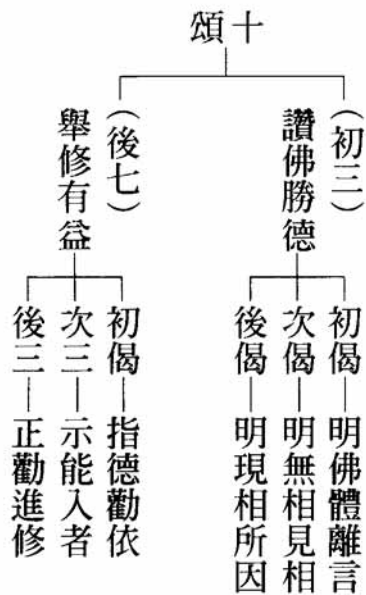 十頌
（初三）
讚佛勝德
初偈—明佛體離言
次偈—明無相見相
後偈—明現相所因
（後七）
舉修有益
初偈—指德勸依
次三—示能入者
後三—正勸進修